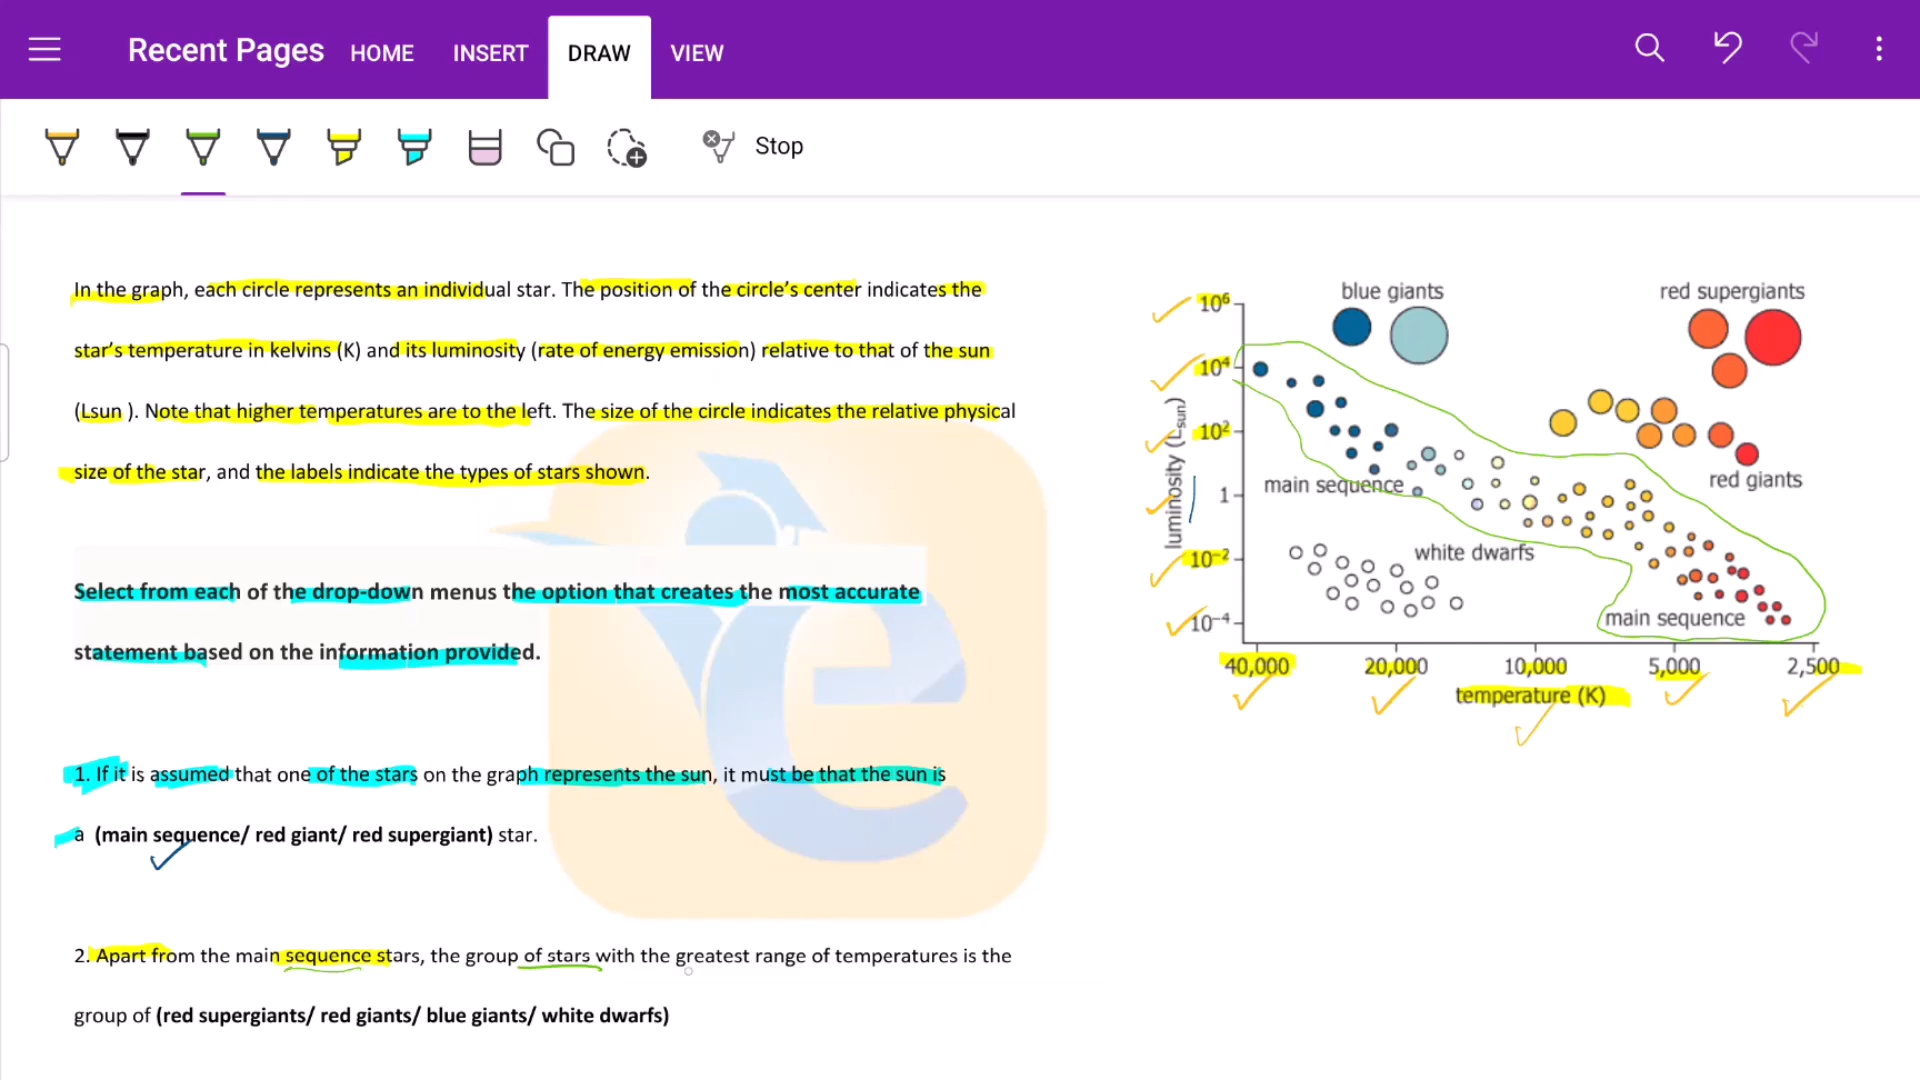 Recent Pages HOME INSERT DRAW VIEW
Stop
In the graph, each circle represents an individual star. The position of the circle's center indicates the
star's temperature in kelvins (K) and its luminosity (rate of energy emission) relative to that of the sun
(Lsun ). Note that higher temperatures are to the left. The size of the circle indicates the relative physical
size of the star, and the labels indicate the types of stars shown.
Select from each of the drop-down menus the option that creates the most accurate
statement based on the information provided.
1. If it is assumed that one of the stars on the graph represents the sun, it must be that the sun is
a (main sequence/ red giant/ red supergiant) star.
2. Apart from the main sequence stars, the group of stars with the greatest range of temperatures is the
group of (red supergiants/ red giants/ blue giants/ white dwarfs)
blue giants
red supergiants
10⁶
10⁴
10²
1
10⁻²
10⁻⁴
luminosity (Lsun)
main sequence
red giants
white dwarfs
main sequence
40,000 20,000 10,000 5,000 2,500
temperature (K)
e